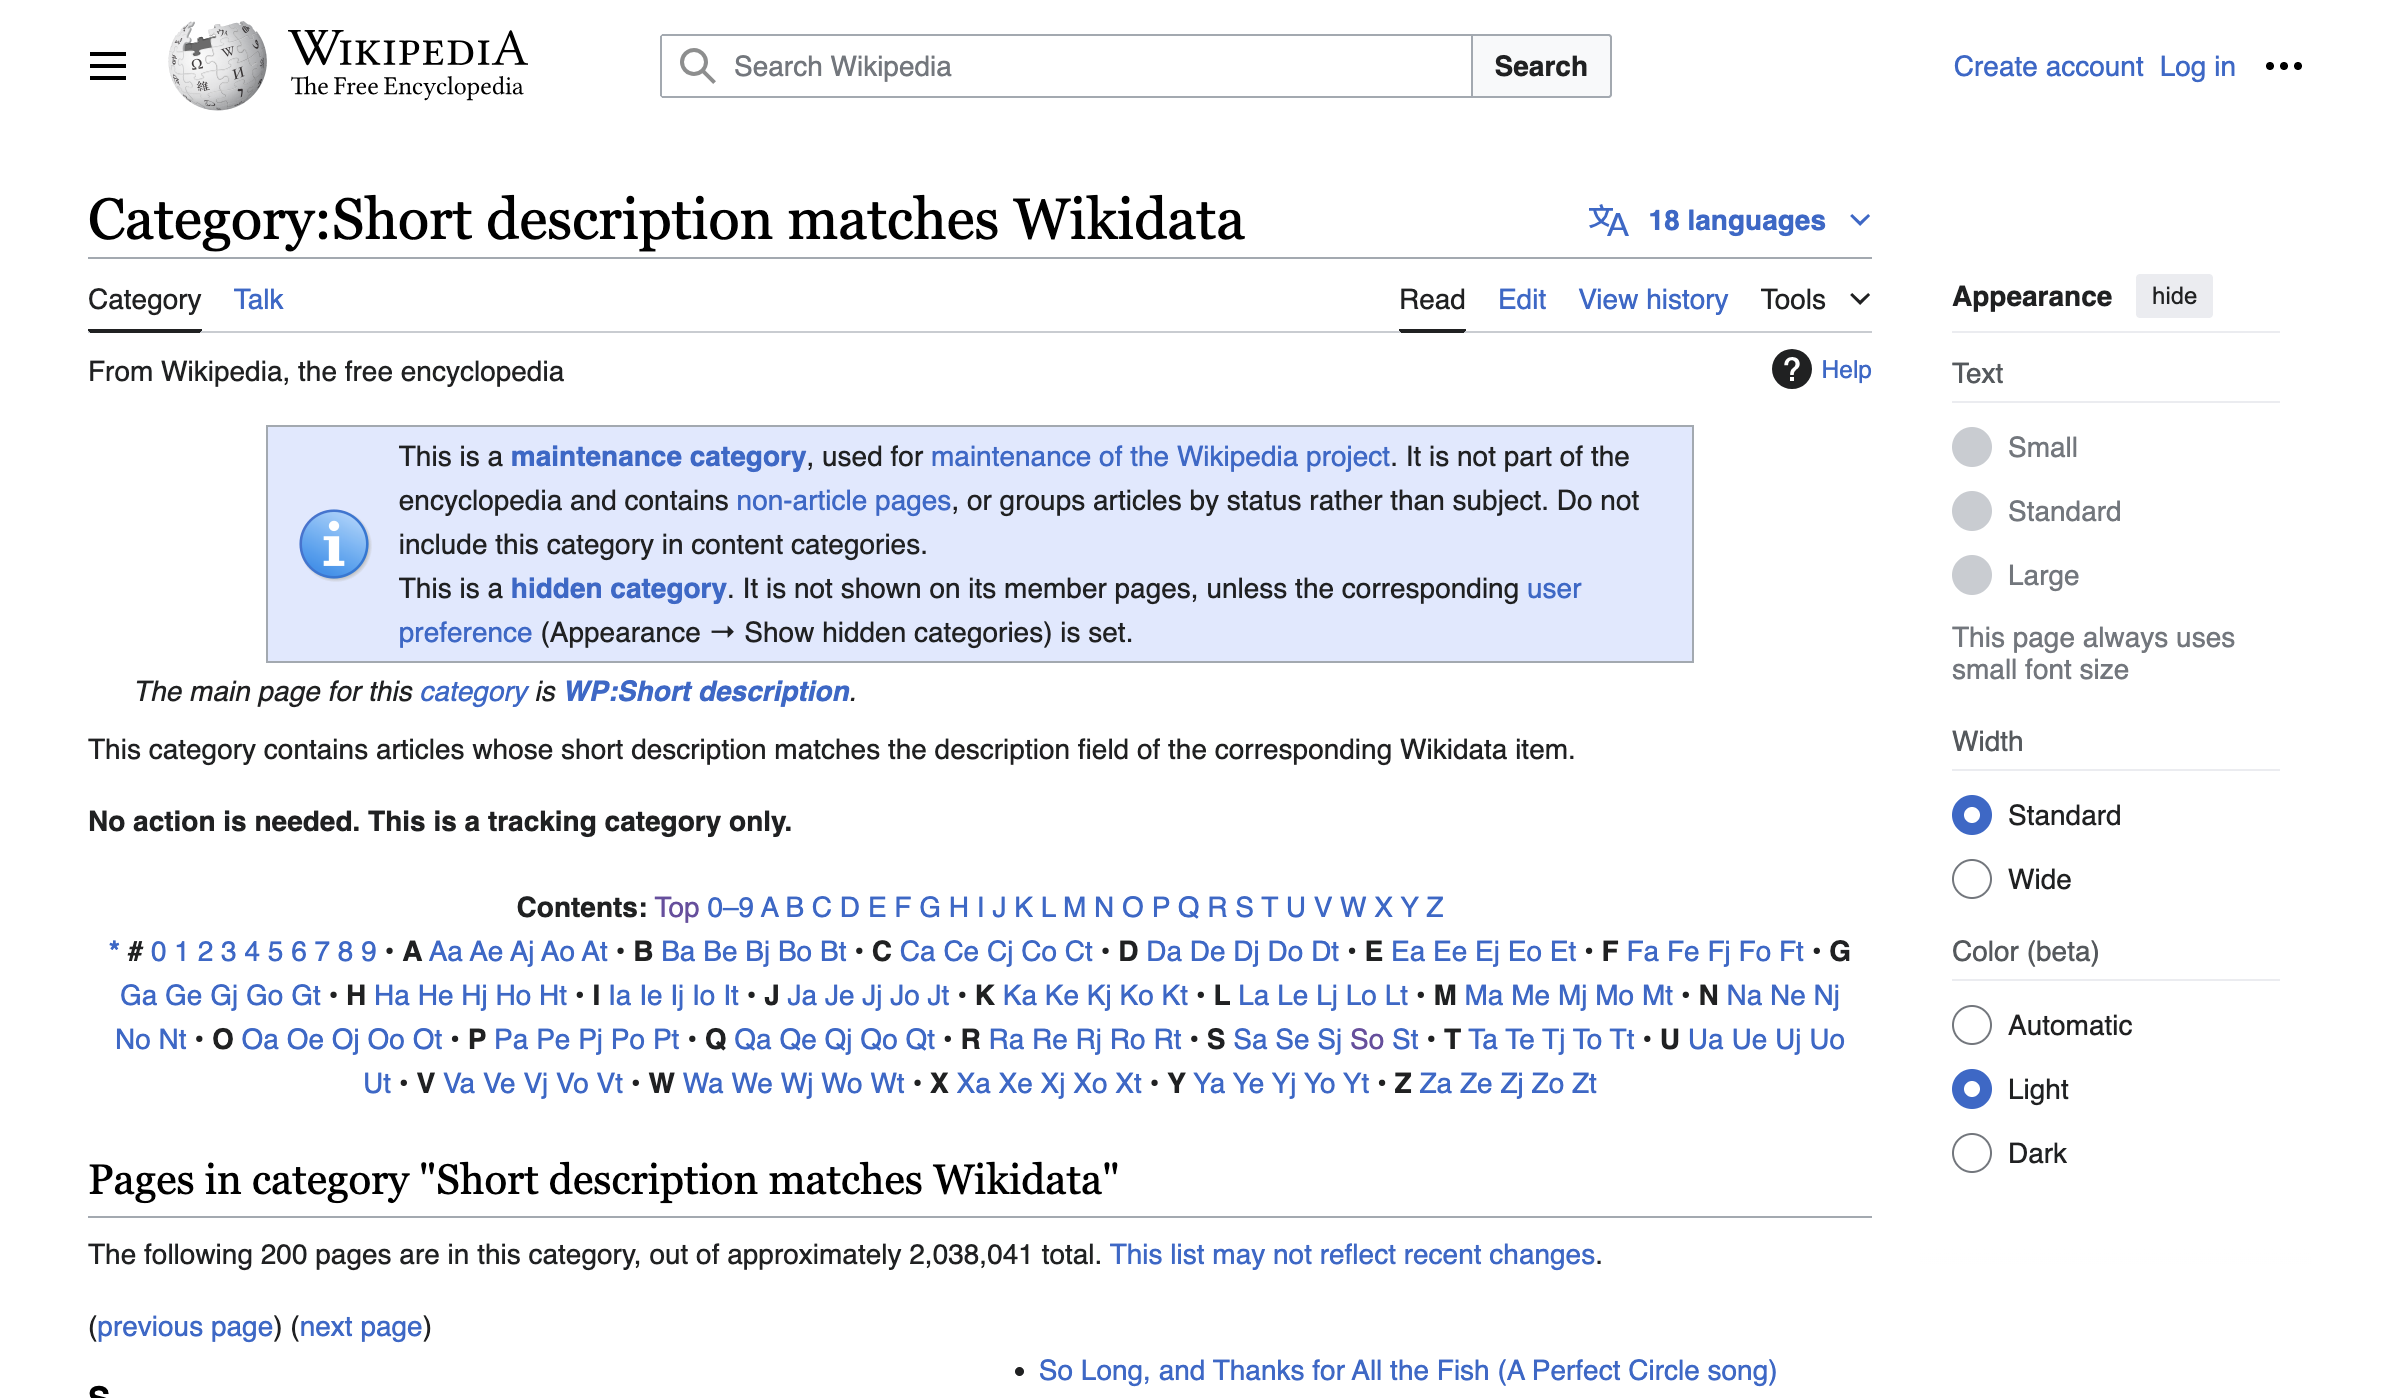 WIKIPEDIA
The Free Encyclopedia
Search Wikipedia
Search
Create account Log in
Category:Short description matches Wikidata
18 languages
Category Talk
Read Edit View history Tools
From Wikipedia, the free encyclopedia
Help
This is a maintenance category, used for maintenance of the Wikipedia project. It is not part of the
encyclopedia and contains non-article pages, or groups articles by status rather than subject. Do not
include this category in content categories.
This is a hidden category. It is not shown on its member pages, unless the corresponding user
preference (Appearance → Show hidden categories) is set.
The main page for this category is WP:Short description.
This category contains articles whose short description matches the description field of the corresponding Wikidata item.
No action is needed. This is a tracking category only.
Contents: Top 0–9 A B C D E F G H I J K L M N O P Q R S T U V W X Y Z
* # 0 1 2 3 4 5 6 7 8 9 • A Aa Ae Aj Ao At • B Ba Be Bj Bo Bt • C Ca Ce Cj Co Ct • D Da De Dj Do Dt • E Ea Ee Ej Eo Et • F Fa Fe Fj Fo Ft • G
Ga Ge Gj Go Gt • H Ha He Hj Ho Ht • I Ia Ie Ij Io It • J Ja Je Jj Jo Jt • K Ka Ke Kj Ko Kt • L La Le Lj Lo Lt • M Ma Me Mj Mo Mt • N Na Ne Nj
No Nt • O Oa Oe Oj Oo Ot • P Pa Pe Pj Po Pt • Q Qa Qe Qj Qo Qt • R Ra Re Rj Ro Rt • S Sa Se Sj So St • T Ta Te Tj To Tt • U Ua Ue Uj Uo
Ut • V Va Ve Vj Vo Vt • W Wa We Wj Wo Wt • X Xa Xe Xj Xo Xt • Y Ya Ye Yj Yo Yt • Z Za Ze Zj Zo Zt
Pages in category "Short description matches Wikidata"
The following 200 pages are in this category, out of approximately 2,038,041 total. This list may not reflect recent changes.
(previous page) (next page)
S
• So Long, and Thanks for All the Fish (A Perfect Circle song)
Appearance hide
Text
Small
Standard
Large
This page always uses
small font size
Width
Standard
Wide
Color (beta)
Automatic
Light
Dark